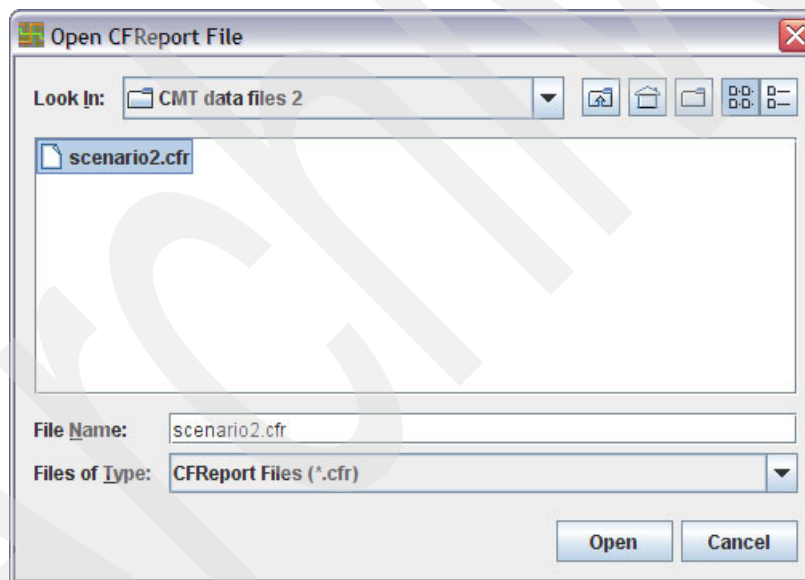 Open CFReport File
Look In: CMT data files 2
scenario2.cfr
File Name: scenario2.cfr
Files of Type: CFReport Files (*.cfr)
Open Cancel